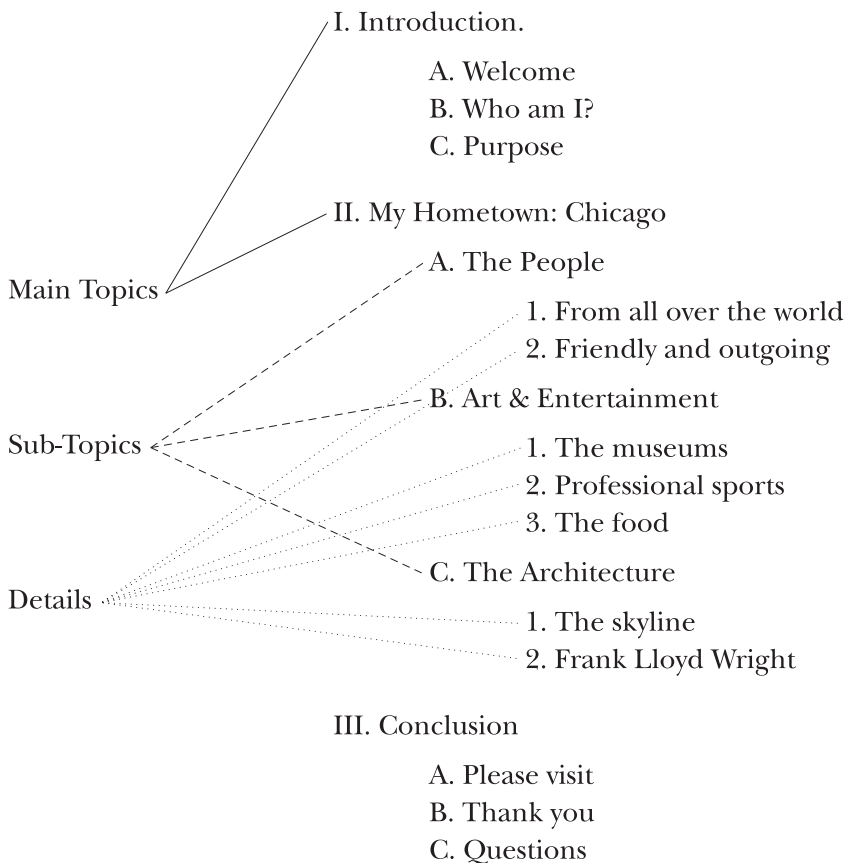 I. Introduction.
A. Welcome
B. Who am I?
C. Purpose
II. My Hometown: Chicago
A. The People
Main Topics
1. From all over the world
2. Friendly and outgoing
B. Art & Entertainment
Sub-Topics
1. The museums
2. Professional sports
3. The food
C. The Architecture
Details
1. The skyline
2. Frank Lloyd Wright
III. Conclusion
A. Please visit
B. Thank you
C. Questions